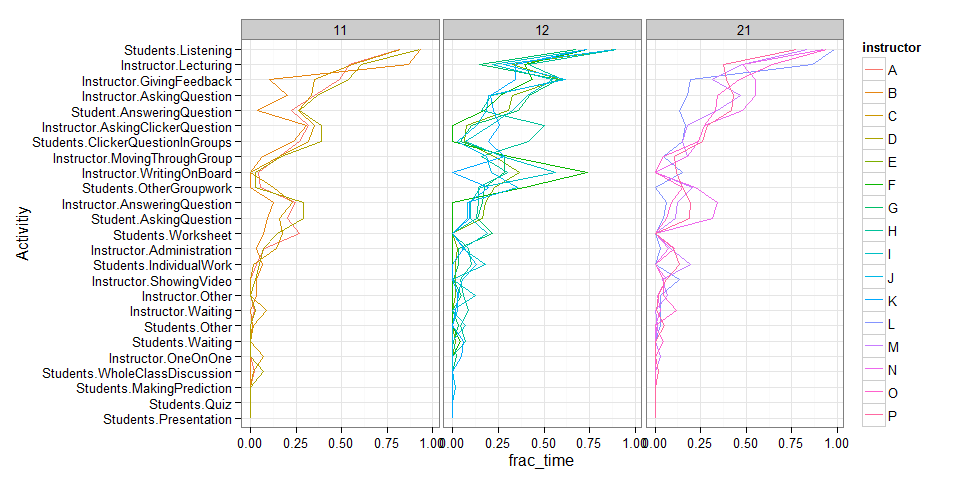 11
12
21
Students.Listening
Instructor.Lecturing
Instructor.GivingFeedback
Instructor.AskingQuestion
Student.AnsweringQuestion
Instructor.AskingClickerQuestion
Students.ClickerQuestionInGroups
Instructor.MovingThroughGroup
Instructor.WritingOnBoard
Students.OtherGroupwork
Instructor.AnsweringQuestion
Student.AskingQuestion
Students.Worksheet
Instructor.Administration
Students.IndividualWork
Instructor.ShowingVideo
Instructor.Other
Instructor.Waiting
Students.Other
Students.Waiting
Instructor.OneOnOne
Students.WholeClassDiscussion
Students.MakingPrediction
Students.Quiz
Students.Presentation
Activitiy
0.00 0.25 0.50 0.75 1.00
0.00 0.25 0.50 0.75 1.00
0.00 0.25 0.50 0.75 1.00
frac_time
instructor
A
B
C
D
E
F
G
H
I
J
K
L
M
N
O
P